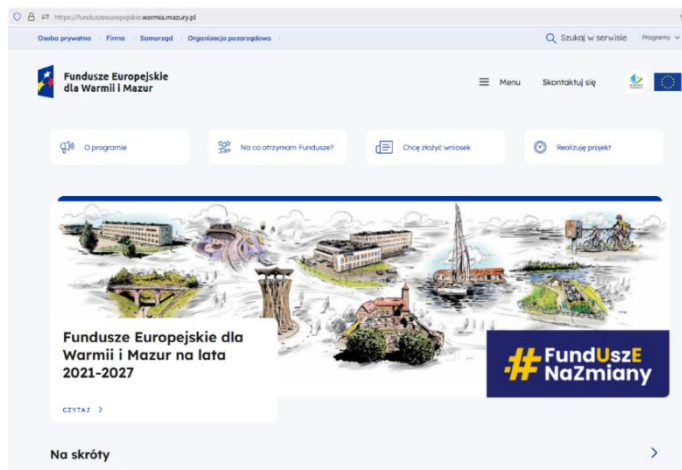 https://funduszeeuropejskie.warmia.mazury.pl
Osoba prywatna Firma Samorząd Organizacja pozarządowa Szukaj w serwisie Programy
Fundusze Europejskie
dla Warmii i Mazur
Menu Skontaktuj się
O programie Na co otrzymam Fundusze? Chcę złożyć wniosek Realizuję projekt
Fundusze Europejskie dla
Warmii i Mazur na lata
2021-2027
CZYTAJ
#FundUszE
NaZmiany
Na skróty